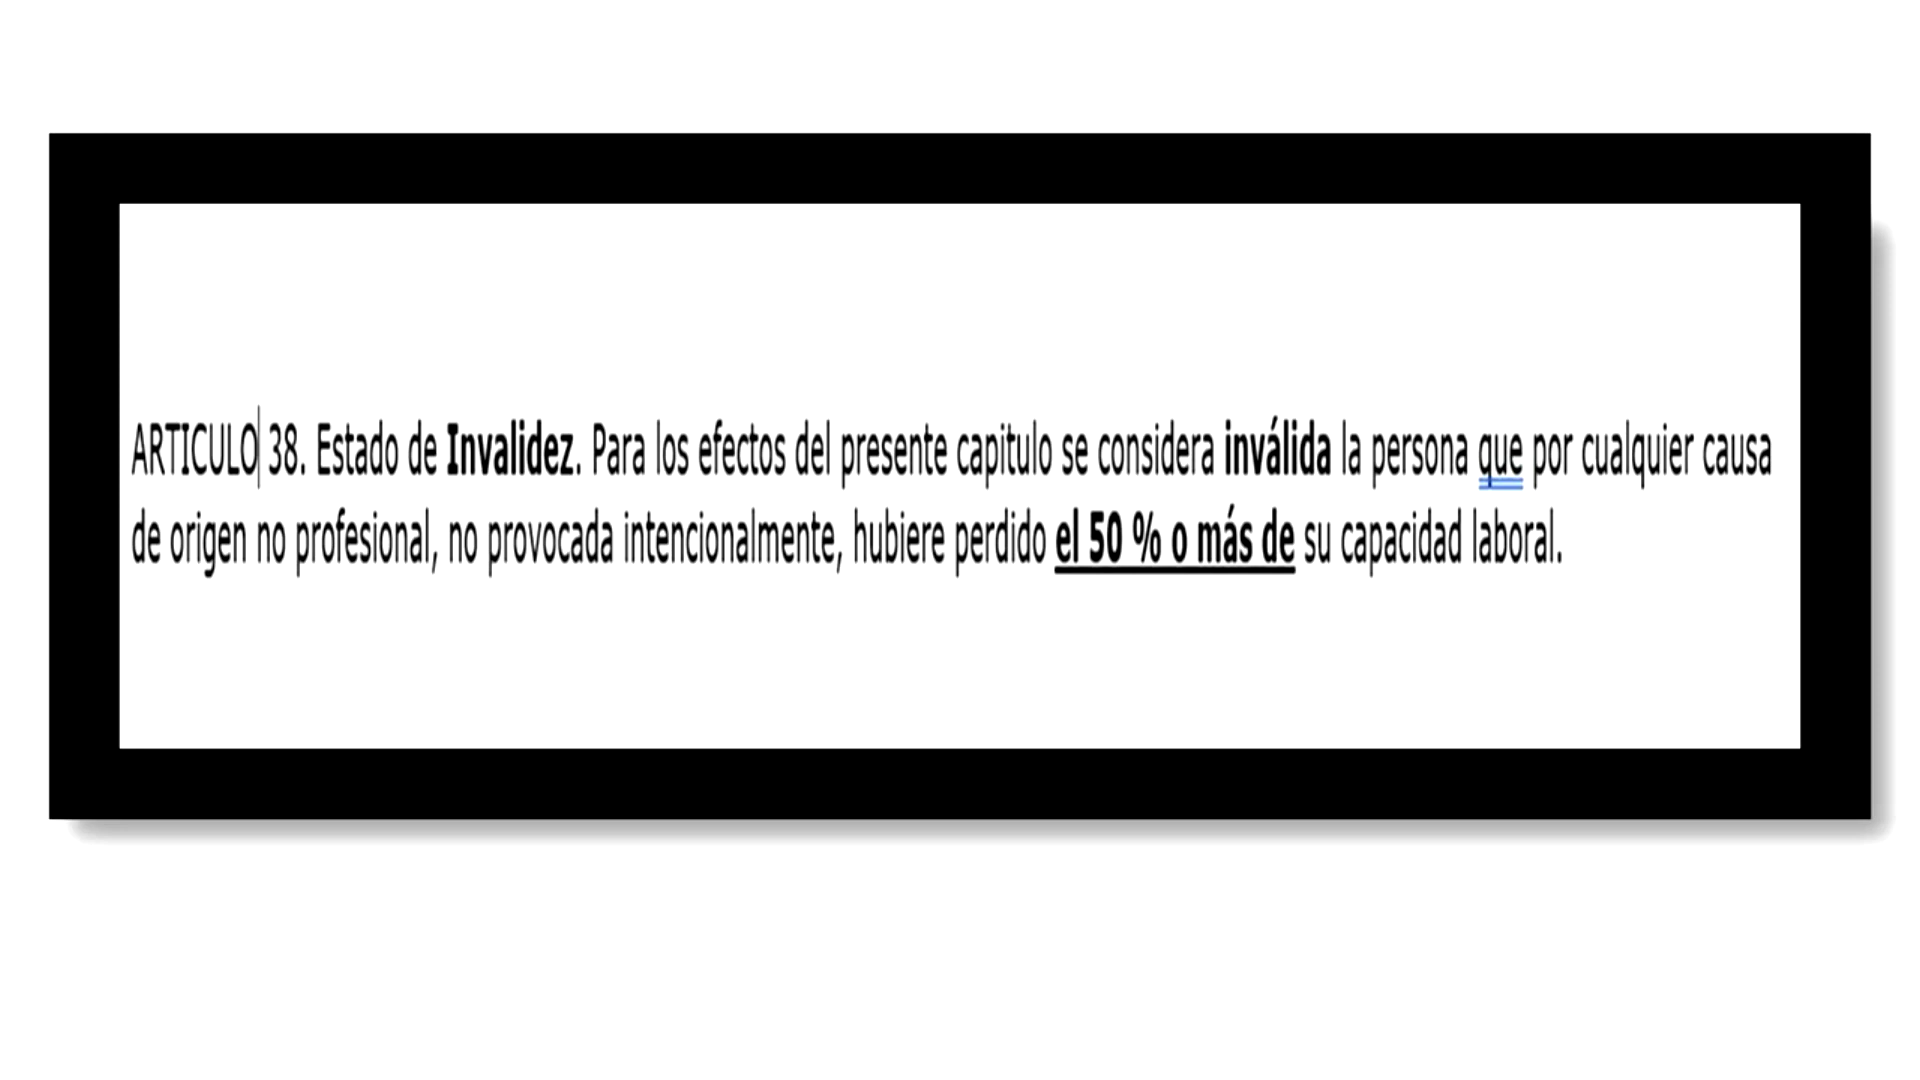 ARTICULO 38. Estado de Invalidez. Para los efectos del presente capitulo se considera inválida la persona que por cualquier causa
de origen no profesional, no provocada intencionalmente, hubiere perdido el 50 % o más de su capacidad laboral.